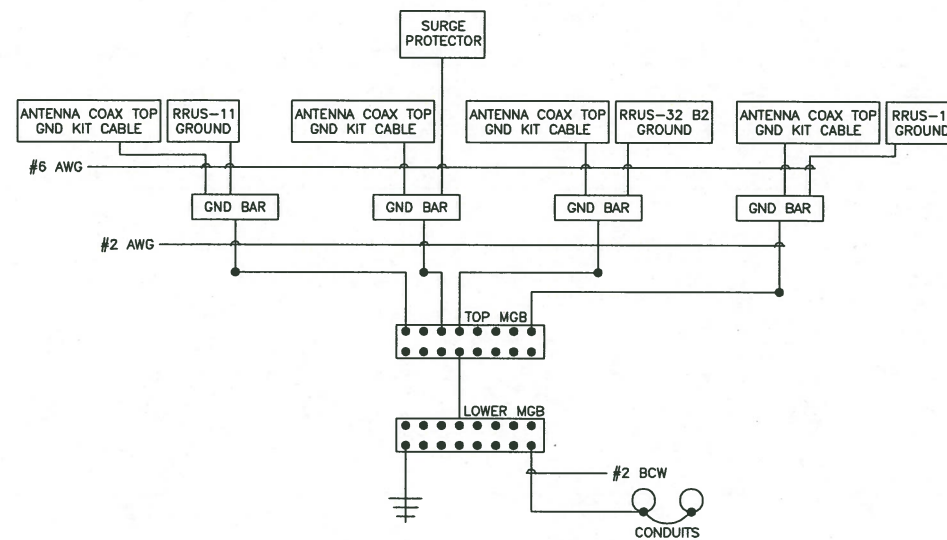 SURGE
PROTECTOR
ANTENNA COAX TOP
GND KIT CABLE
RRUS-11
GROUND
ANTENNA COAX TOP
GND KIT CABLE
ANTENNA COAX TOP
GND KIT CABLE
RRUS-32 B2
GROUND
ANTENNA COAX TOP
GND KIT CABLE
RRUS-1
GROUND
#6 AWG
GND BAR
GND BAR
GND BAR
GND BAR
#2 AWG
TOP MGB
LOWER MGB
#2 BCW
CONDUITS